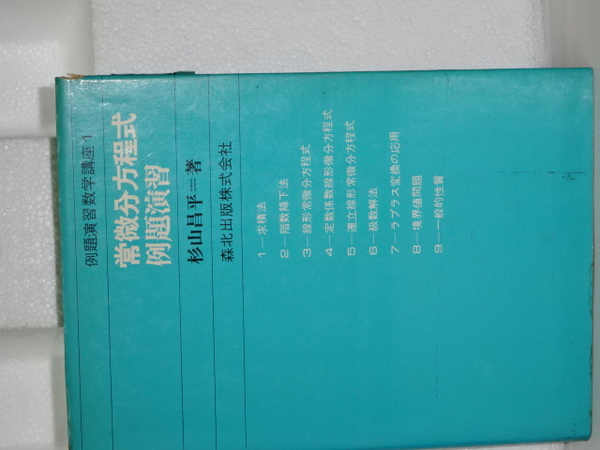 例題演習数学講座・1
常微分方程式
例題演習
杉山昌平=著
森北出版株式会社
1—求積法
2—階数降下法
3—線形常微分方程式
4—定数係数線形微分方程式
5—連立線形常微分方程式
6—級数解法
7—ラプラス変換の応用
8—境界値問題
9—一般的性質